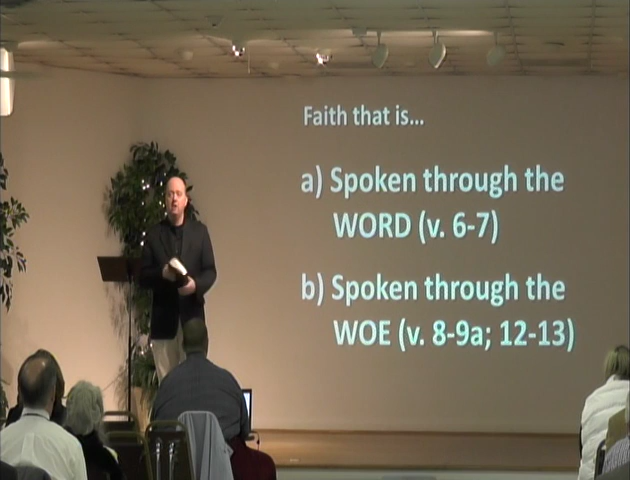 Faith that is...
a) Spoken through the
WORD (v. 6-7)
b) Spoken through the
WOE (v. 8-9a; 12-13)